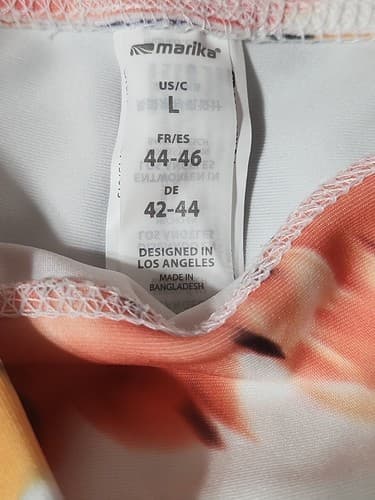 marika®
US/C
L
FR/ES
44-46
DE
42-44
DESIGNED IN
LOS ANGELES
MADE IN
BANGLADESH